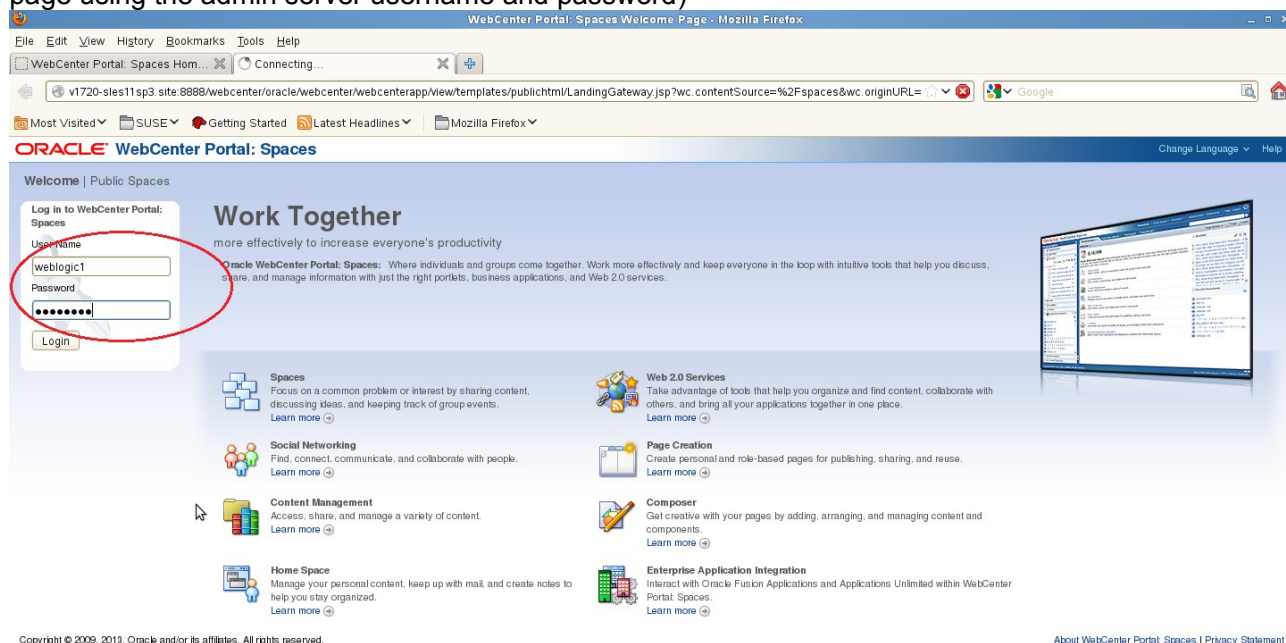 page using the admin server username and password)
WebCenter Portal: Spaces Welcome Page - Mozilla Firefox
File Edit View History Bookmarks Tools Help
WebCenter Portal: Spaces Hom... Connecting...
v1720-sles11sp3.site:8888/webcenter/oracle/webcenter/webcenterapp/view/templates/publichtml/LandingGateway.jsp?wc.contentSource=%2Fspaces&wc.originURL= Google
Most Visited SUSE Getting Started Latest Headlines Mozilla Firefox
ORACLE WebCenter Portal: Spaces Change Language Help
Welcome | Public Spaces
Log in to WebCenter Portal:
Spaces
User Name
weblogic1
Password
••••••••
Login
Work Together
more effectively to increase everyone's productivity
Oracle WebCenter Portal: Spaces: Where individuals and groups come together. Work more effectively and keep everyone in the loop with intuitive tools that help you discuss,
share, and manage information with just the right portlets, business applications, and Web 2.0 services.
Spaces
Focus on a common problem or interest by sharing content,
discussing ideas, and keeping track of group events.
Learn more
Web 2.0 Services
Take advantage of tools that help you organize and find content, collaborate with
others, and bring all your applications together in one place.
Learn more
Social Networking
Find, connect, communicate, and collaborate with people.
Learn more
Page Creation
Create personal and role-based pages for publishing, sharing, and reuse.
Learn more
Content Management
Access, share, and manage a variety of content.
Learn more
Composer
Get creative with your pages by adding, arranging, and managing content and
components.
Learn more
Home Space
Manage your personal content, keep up with mail, and create notes to
help you stay organized.
Learn more
Enterprise Application Integration
Interact with Oracle Fusion Applications and Applications Unlimited within WebCenter
Portal: Spaces.
Learn more
Copyright © 2009, 2013, Oracle and/or its affiliates. All rights reserved.
About WebCenter Portal: Spaces | Privacy Statement